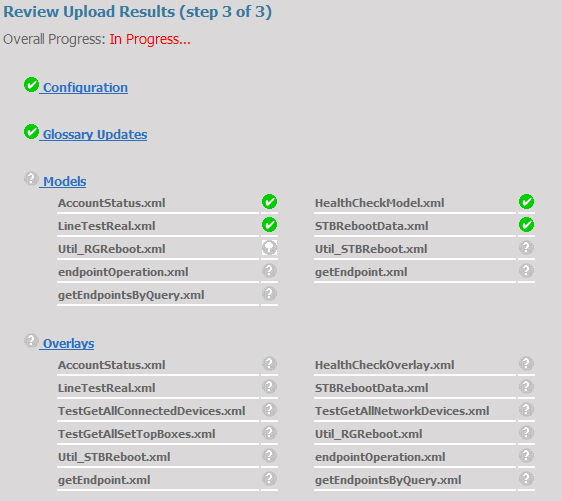 Review Upload Results (step 3 of 3)
Overall Progress: In Progress...
Configuration
Glossary Updates
Models
AccountStatus.xml HealthCheckModel.xml
LineTestReal.xml STBRebootData.xml
Util_RGReboot.xml Util_STBReboot.xml
endpointOperation.xml getEndpoint.xml
getEndpointsByQuery.xml
Overlays
AccountStatus.xml HealthCheckOverlay.xml
LineTestReal.xml STBRebootData.xml
TestGetAllConnectedDevices.xml TestGetAllNetworkDevices.xml
TestGetAllSetTopBoxes.xml Util_RGReboot.xml
Util_STBReboot.xml endpointOperation.xml
getEndpoint.xml getEndpointsByQuery.xml